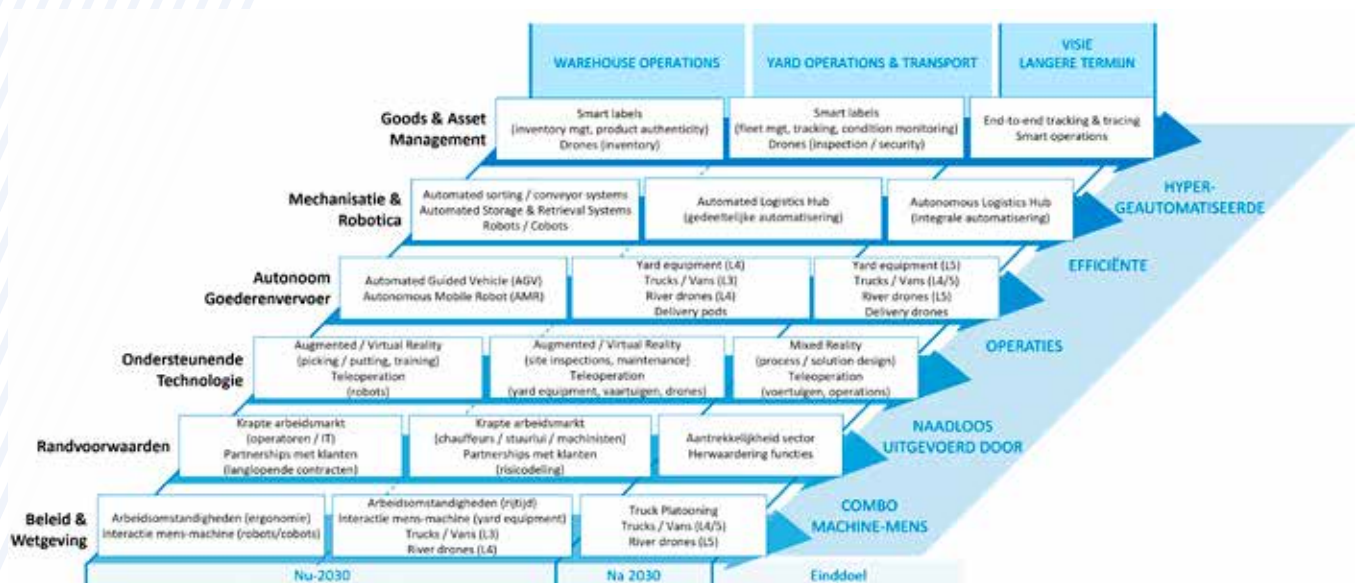 WAREHOUSE OPERATIONS
YARD OPERATIONS & TRANSPORT
VISIE
LANGERE TERMIJN
Goods & Asset
Management
Smart labels
(inventory mgt, product authenticity)
Drones (inventory)
Smart labels
(fleet mgt, tracking, condition monitoring)
Drones (inspection / security)
End-to-end tracking & tracing
Smart operations
Mechanisatie &
Robotica
Automated sorting / conveyor systems
Automated Storage & Retrieval Systems
Robots / Cobots
Automated Logistics Hub
(gedeeltelijke automatisering)
Autonomous Logistics Hub
(integrale automatisering)
HYPER-
GEAUTOMATISEERDE
Autonoom
Goederenvervoer
Automated Guided Vehicle (AGV)
Autonomous Mobile Robot (AMR)
Yard equipment (L4)
Trucks / Vans (L3)
River drones (L4)
Delivery pods
Yard equipment (L5)
Trucks / Vans (L4/5)
River drones (L5)
Delivery drones
EFFICIËNTE
Ondersteunende
Technologie
Augmented / Virtual Reality
(picking / putting, training)
Teleoperation
(robots)
Augmented / Virtual Reality
(site inspections, maintenance)
Teleoperation
(yard equipment, vaartuigen, drones)
Mixed Reality
(process / solution design)
Teleoperation
(voertuigen, operations)
OPERATIES
Randvoorwaarden
Krapte arbeidsmarkt
(operatoren / IT)
Partnerships met klanten
(langlopende contracten)
Krapte arbeidsmarkt
(chauffeurs / stuurlui / machinisten)
Partnerships met klanten
(risicodeling)
Aantrekkelijkheid sector
Herwaardering functies
NAADLOOS
UITGEVOERD DOOR
Beleid &
Wetgeving
Arbeidsomstandigheden (ergonomie)
Interactie mens-machine (robots/cobots)
Arbeidsomstandigheden (rijtijd)
Interactie mens-machine (yard equipment)
Trucks / Vans (L3)
River drones (L4)
Truck Platooning
Trucks / Vans (L4/5)
River drones (L5)
COMBO
MACHINE-MENS
Nu-2030
Na 2030
Einddoel